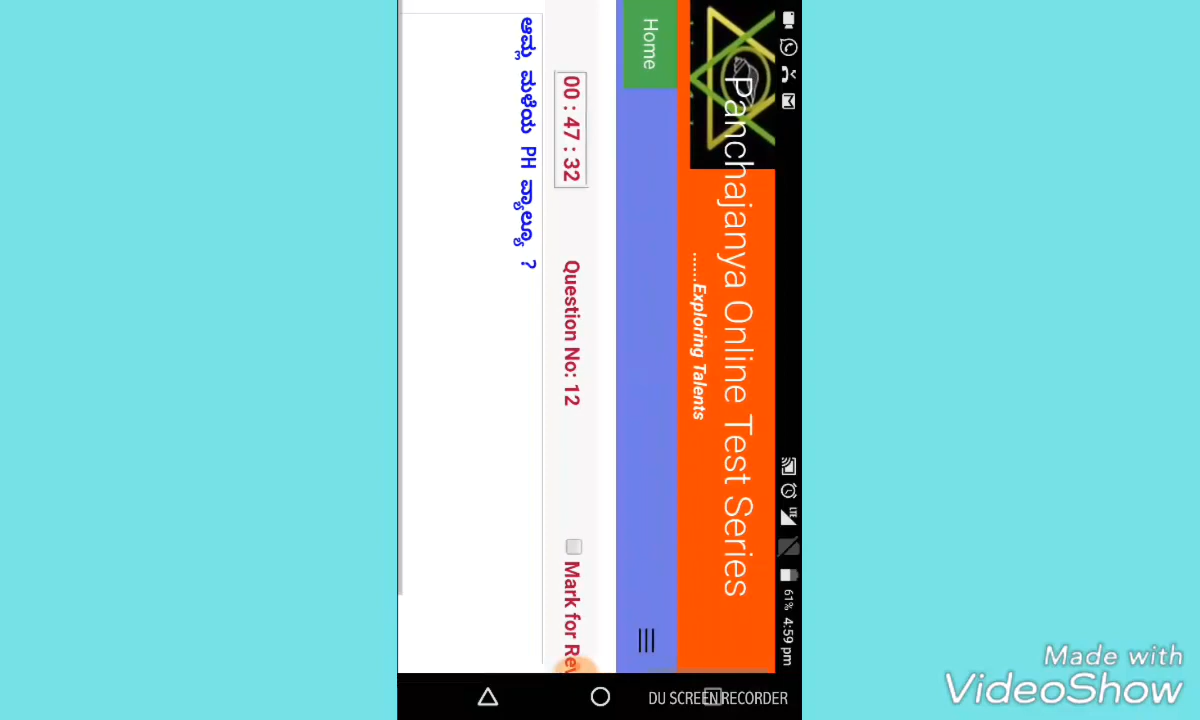 61% 4:59 pm
Panchajanya Online Test Series
......Exploring Talents
Home
00 : 47 : 32
Question No: 12
Mark for Rev
ಆಮ್ಲ ಮಳೆಯ PH ವ್ಯಾಲ್ಯೂ ?
DU SCREEN RECORDER
Made with
VideoShow